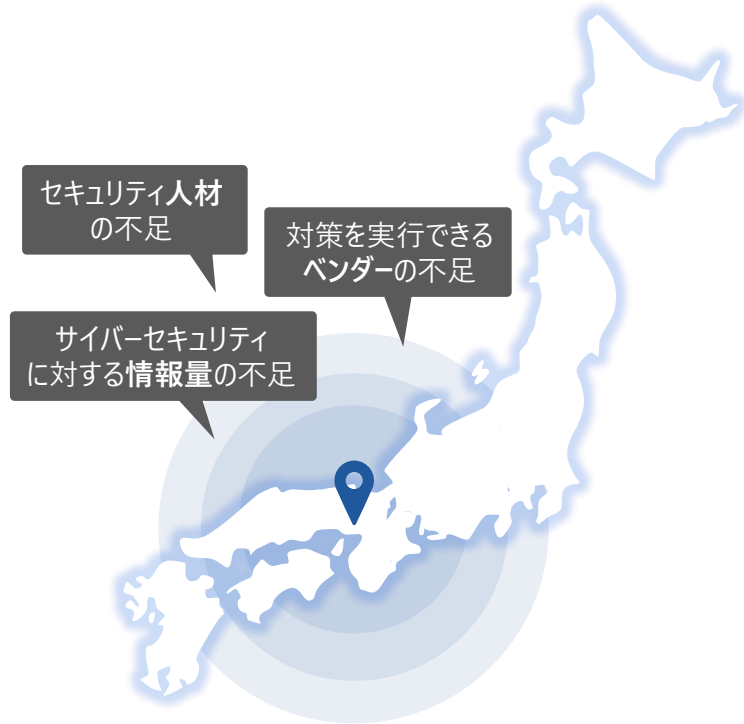 セキュリティ人材
の不足
対策を実行できる
ベンダーの不足
サイバーセキュリティ
に対する情報量の不足